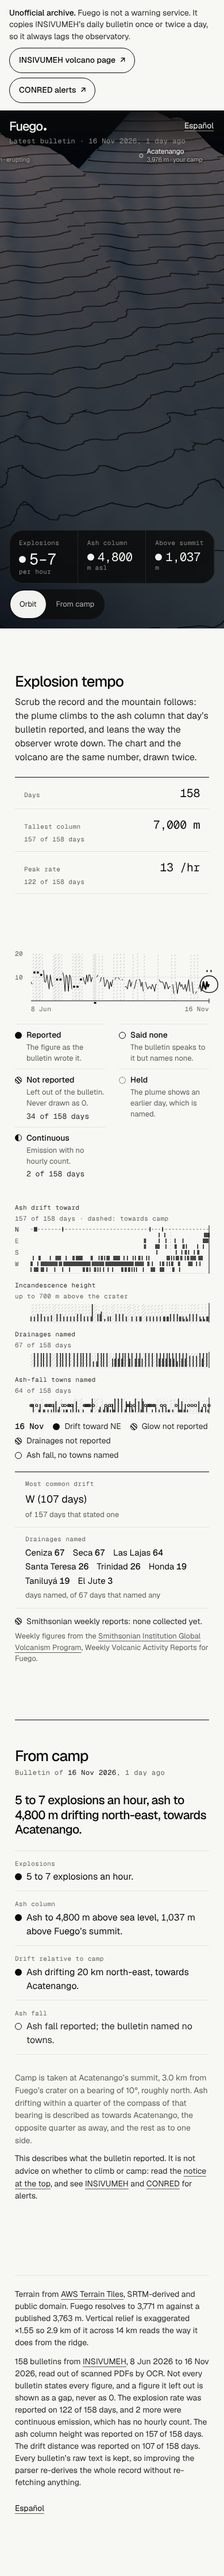 Unofficial archive. Fuego is not a warning service. It
copies INSIVUMEH's daily bulletin once or twice a day,
so it always lags the observatory.
INSIVUMEH volcano page ↗
CONRED alerts ↗
Fuego.
Español
Latest bulletin · 16 Nov 2026, 1 day ago
Acatenango
erupting
3,976 m · your camp
Explosions
5–7
per hour
Ash column
4,800
m asl
Above summit
1,037
m
Orbit
From camp
Explosion tempo
Scrub the record and the mountain follows:
the plume climbs to the ash column that day's
bulletin reported, and leans the way the
observer wrote down. The chart and the
volcano are the same number, drawn twice.
Days
158
Tallest column
7,000 m
157 of 158 days
Peak rate
13 /hr
122 of 158 days
20
10
8 Jun
16 Nov
Reported
The figure as the
bulletin wrote it.
Said none
The bulletin speaks to
it but names none.
Not reported
Left out of the bulletin.
Never drawn as 0.
34 of 158 days
Held
The plume shows an
earlier day, which is
named.
Continuous
Emission with no
hourly count.
2 of 158 days
Ash drift toward
157 of 158 days · dashed: towards camp
N
E
S
W
Incandescence height
up to 700 m above the crater
Drainages named
67 of 158 days
Ash-fall towns named
64 of 158 days
16 Nov
Drift toward NE
Glow not reported
Drainages not reported
Ash fall, no towns named
Most common drift
W (107 days)
of 157 days that stated one
Drainages named
Ceniza 67 Seca 67 Las Lajas 64
Santa Teresa 26 Trinidad 26 Honda 19
Taniluyá 19 El Jute 3
days named, of 67 days that named any
Smithsonian weekly reports: none collected yet.
Weekly figures from the Smithsonian Institution Global
Volcanism Program, Weekly Volcanic Activity Reports for
Fuego.
From camp
Bulletin of 16 Nov 2026, 1 day ago
5 to 7 explosions an hour, ash to
4,800 m drifting north-east, towards
Acatenango.
Explosions
5 to 7 explosions an hour.
Ash column
Ash to 4,800 m above sea level, 1,037 m
above Fuego's summit.
Drift relative to camp
Ash drifting 20 km north-east, towards
Acatenango.
Ash fall
Ash fall reported; the bulletin named no
towns.
Camp is taken at Acatenango's summit, 3.0 km from
Fuego's crater on a bearing of 10°, roughly north. Ash
drifting within a quarter of the compass of that
bearing is described as towards Acatenango, the
opposite quarter as away, and the rest as to one
side.
This describes what the bulletin reported. It is not
advice on whether to climb or camp: read the notice
at the top, and see INSIVUMEH and CONRED for
alerts.
Terrain from AWS Terrain Tiles, SRTM-derived and
public domain. Fuego resolves to 3,771 m against a
published 3,763 m. Vertical relief is exaggerated
×1.55 so 2.9 km of it across 14 km reads the way it
does from the ridge.
158 bulletins from INSIVUMEH, 8 Jun 2026 to 16 Nov
2026, read out of scanned PDFs by OCR. Not every
bulletin states every figure, and a figure it left out is
shown as a gap, never as 0. The explosion rate was
reported on 122 of 158 days, and 2 more were
continuous emission, which has no hourly count. The
ash column height was reported on 157 of 158 days.
The drift distance was reported on 107 of 158 days.
Every bulletin's raw text is kept, so improving the
parser re-derives the whole record without re-
fetching anything.
Español